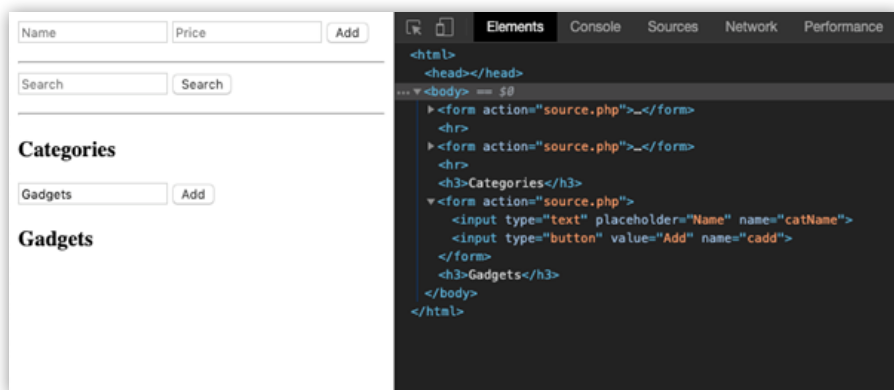 Name Price Add
Search Search
Categories
Gadgets Add
Gadgets
Elements Console Sources Network Performance
<html>
<head></head>
... ▼<body> == $0
▶<form action="source.php">…</form>
<hr>
▶<form action="source.php">…</form>
<hr>
<h3>Categories</h3>
▼<form action="source.php">
<input type="text" placeholder="Name" name="catName">
<input type="button" value="Add" name="cadd">
</form>
<h3>Gadgets</h3>
</body>
</html>